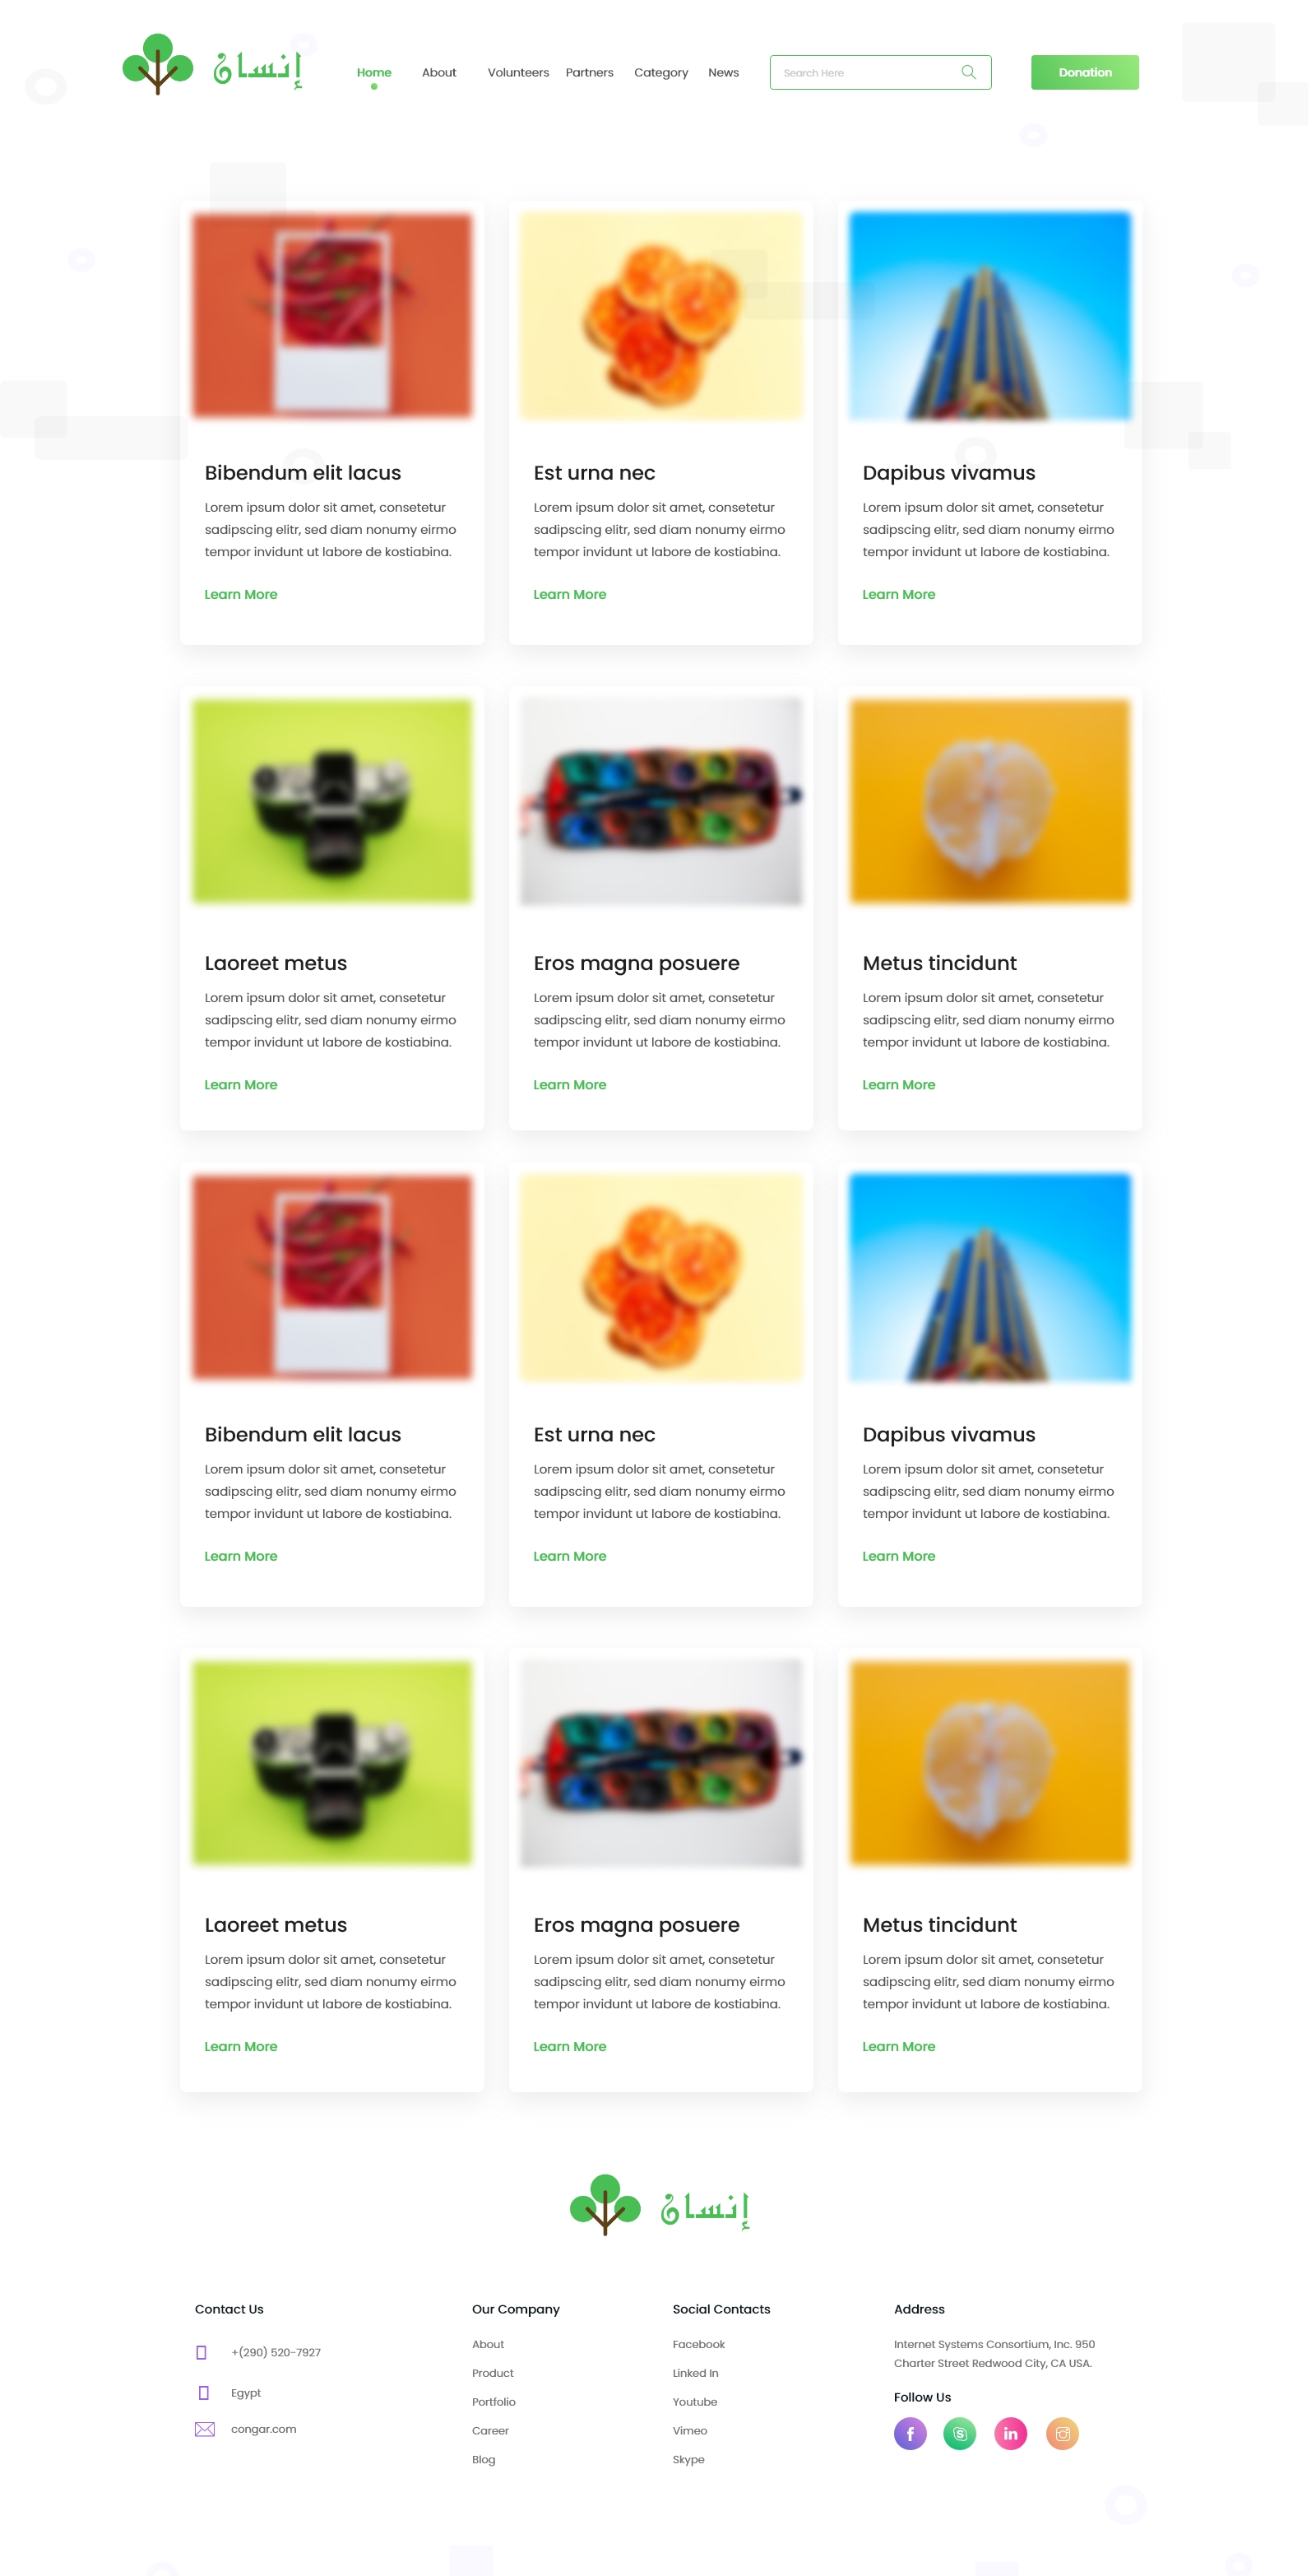 إنسان
Home About Volunteers Partners Category News Search Here Donation
Bibendum elit lacus
Lorem ipsum dolor sit amet, consetetur
sadipscing elitr, sed diam nonumy eirmo
tempor invidunt ut labore de kostiabina.
Learn More
Est urna nec
Lorem ipsum dolor sit amet, consetetur
sadipscing elitr, sed diam nonumy eirmo
tempor invidunt ut labore de kostiabina.
Learn More
Dapibus vivamus
Lorem ipsum dolor sit amet, consetetur
sadipscing elitr, sed diam nonumy eirmo
tempor invidunt ut labore de kostiabina.
Learn More
Laoreet metus
Lorem ipsum dolor sit amet, consetetur
sadipscing elitr, sed diam nonumy eirmo
tempor invidunt ut labore de kostiabina.
Learn More
Eros magna posuere
Lorem ipsum dolor sit amet, consetetur
sadipscing elitr, sed diam nonumy eirmo
tempor invidunt ut labore de kostiabina.
Learn More
Metus tincidunt
Lorem ipsum dolor sit amet, consetetur
sadipscing elitr, sed diam nonumy eirmo
tempor invidunt ut labore de kostiabina.
Learn More
Bibendum elit lacus
Lorem ipsum dolor sit amet, consetetur
sadipscing elitr, sed diam nonumy eirmo
tempor invidunt ut labore de kostiabina.
Learn More
Est urna nec
Lorem ipsum dolor sit amet, consetetur
sadipscing elitr, sed diam nonumy eirmo
tempor invidunt ut labore de kostiabina.
Learn More
Dapibus vivamus
Lorem ipsum dolor sit amet, consetetur
sadipscing elitr, sed diam nonumy eirmo
tempor invidunt ut labore de kostiabina.
Learn More
Laoreet metus
Lorem ipsum dolor sit amet, consetetur
sadipscing elitr, sed diam nonumy eirmo
tempor invidunt ut labore de kostiabina.
Learn More
Eros magna posuere
Lorem ipsum dolor sit amet, consetetur
sadipscing elitr, sed diam nonumy eirmo
tempor invidunt ut labore de kostiabina.
Learn More
Metus tincidunt
Lorem ipsum dolor sit amet, consetetur
sadipscing elitr, sed diam nonumy eirmo
tempor invidunt ut labore de kostiabina.
Learn More
إنسان
Contact Us
+(290) 520-7927
Egypt
congar.com
Our Company
About
Product
Portfolio
Career
Blog
Social Contacts
Facebook
Linked In
Youtube
Vimeo
Skype
Address
Internet Systems Consortium, Inc. 950
Charter Street Redwood City, CA USA.
Follow Us